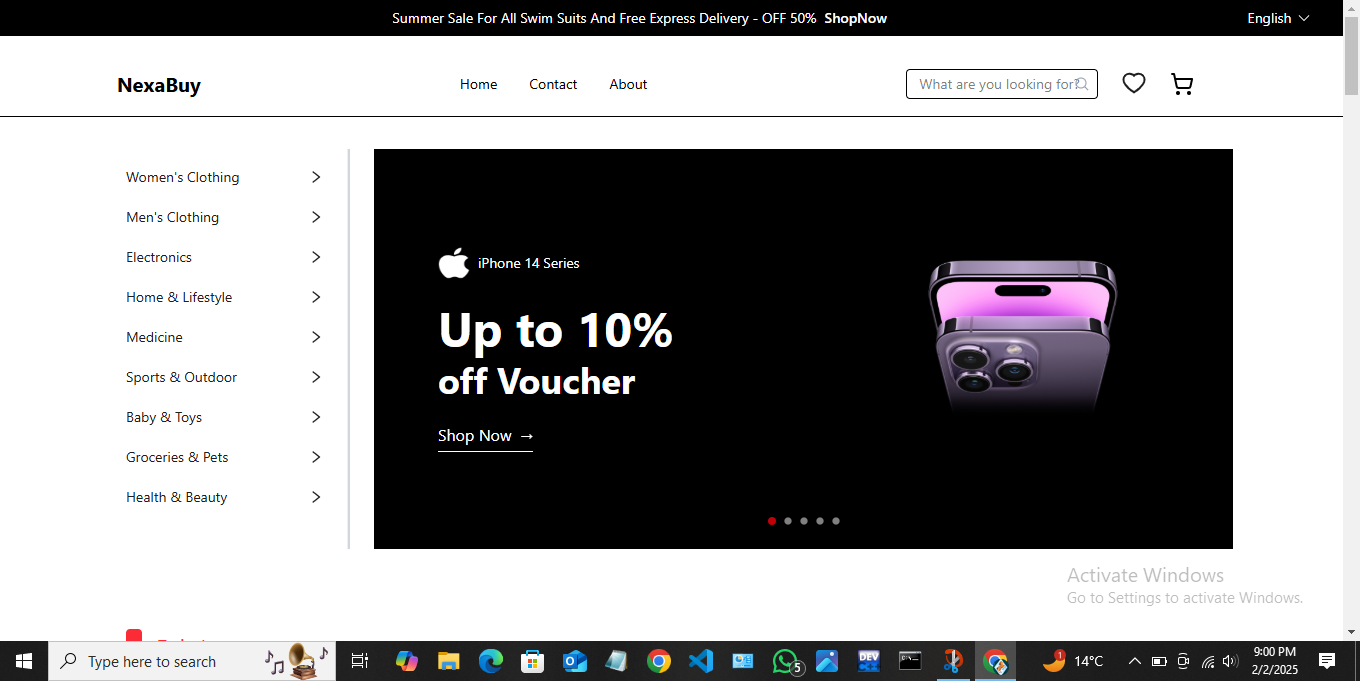 Summer Sale For All Swim Suits And Free Express Delivery - OFF 50% ShopNow
English
NexaBuy
Home
Contact
About
What are you looking for?
Women's Clothing
Men's Clothing
Electronics
Home & Lifestyle
Medicine
Sports & Outdoor
Baby & Toys
Groceries & Pets
Health & Beauty
iPhone 14 Series
Up to 10%
off Voucher
Shop Now →
Activate Windows
Go to Settings to activate Windows.
Type here to search
DEV
5
1
14°C
9:00 PM
2/2/2025